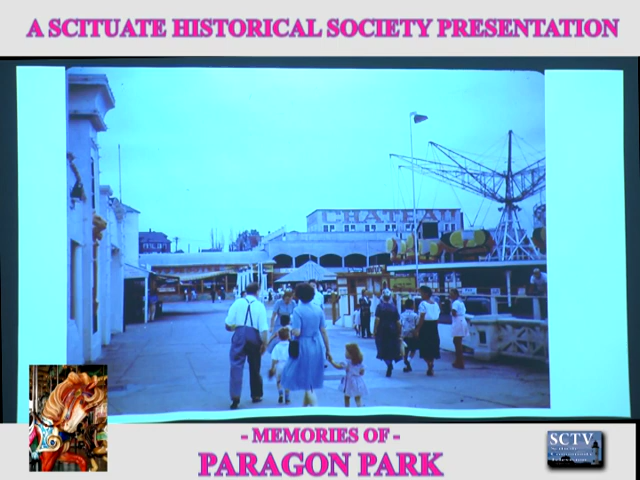 A SCITUATE HISTORICAL SOCIETY PRESENTATION
CHATEAU
- MEMORIES OF -
PARAGON PARK
SCTV